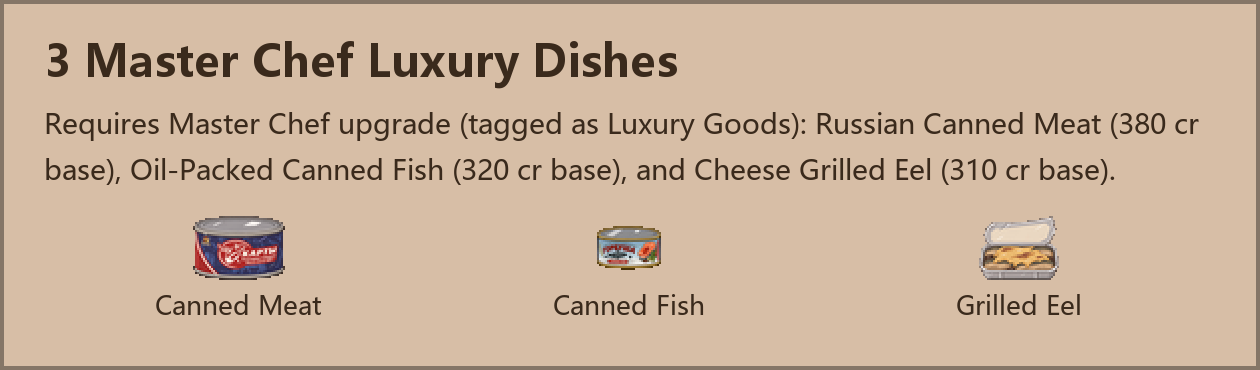 3 Master Chef Luxury Dishes
Requires Master Chef upgrade (tagged as Luxury Goods): Russian Canned Meat (380 cr
base), Oil-Packed Canned Fish (320 cr base), and Cheese Grilled Eel (310 cr base).
Canned Meat
Canned Fish
Grilled Eel